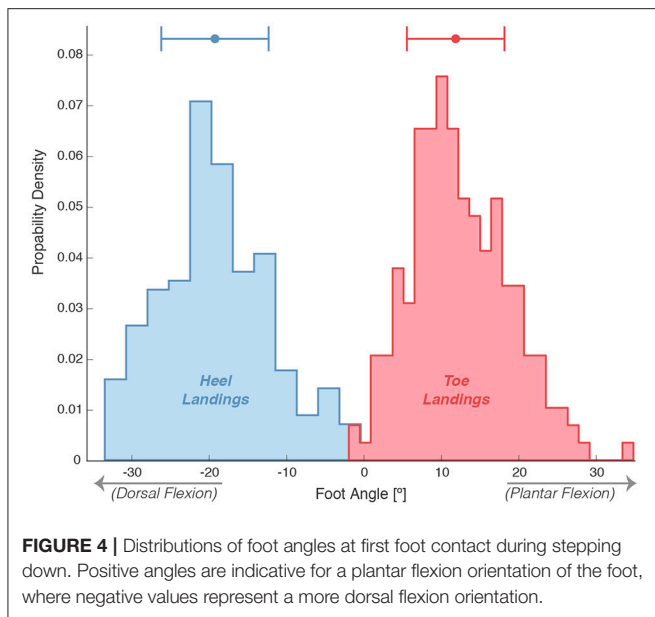 0.08
0.07
0.06
0.05
0.04
0.03
0.02
0.01
0
Propability Density
Heel
Landings
Toe
Landings
-30 -20 -10 0 10 20 30
(Dorsal Flexion) Foot Angle [º] (Plantar Flexion)
FIGURE 4 | Distributions of foot angles at first foot contact during stepping
down. Positive angles are indicative for a plantar flexion orientation of the foot,
where negative values represent a more dorsal flexion orientation.